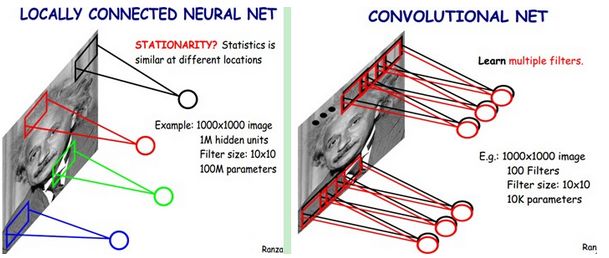 LOCALLY CONNECTED NEURAL NET
STATIONARITY? Statistics is
similar at different locations
Example: 1000x1000 image
1M hidden units
Filter size: 10x10
100M parameters
Ranza
CONVOLUTIONAL NET
Learn multiple filters.
E.g.: 1000x1000 image
100 Filters
Filter size: 10x10
10K parameters
Ran